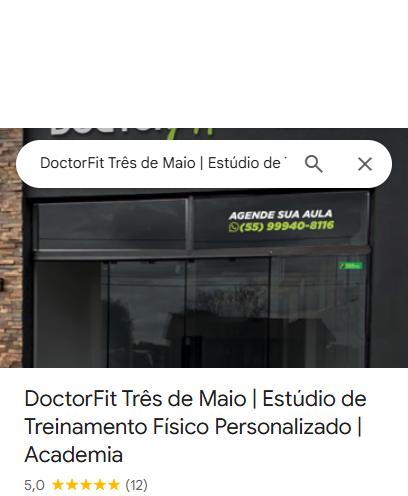 DoctorFit Três de Maio | Estúdio de
AGENDE SUA AULA
(55) 99940-8116
DoctorFit Três de Maio | Estúdio de
Treinamento Físico Personalizado |
Academia
5,0 ★★★★★ (12)